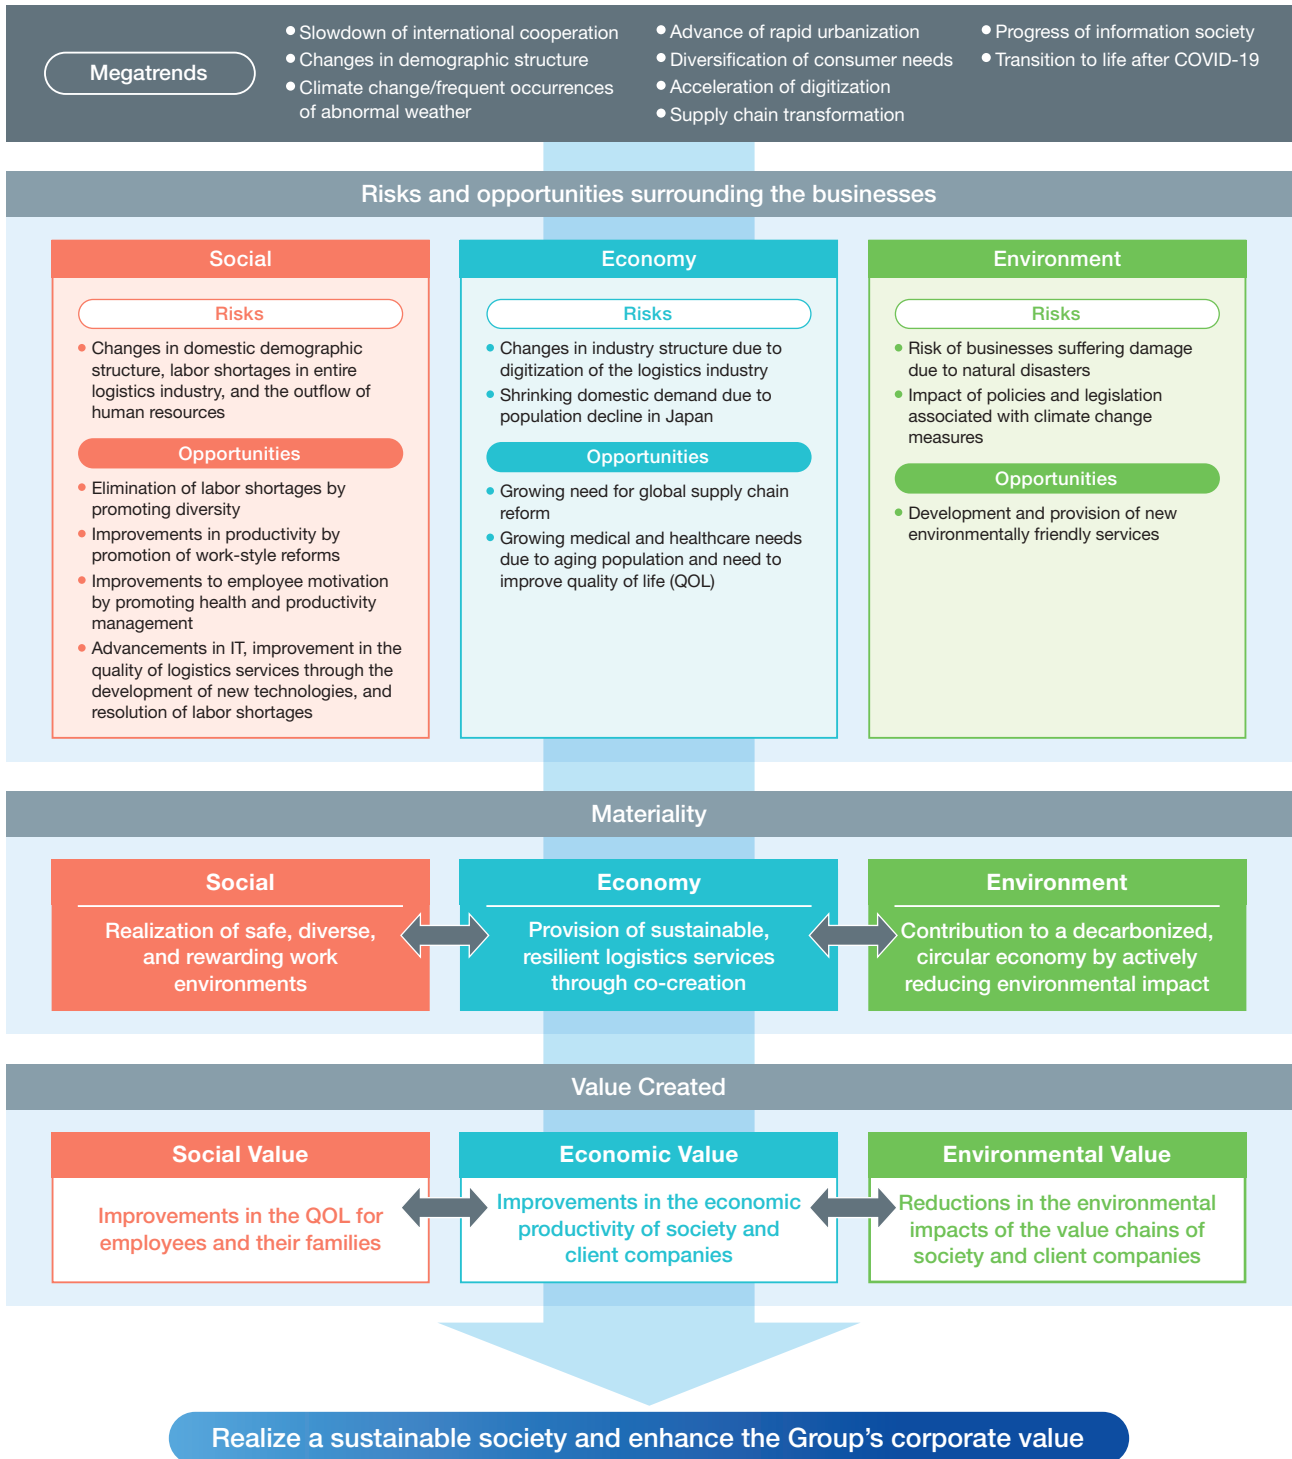 Megatrends
• Slowdown of international cooperation
• Changes in demographic structure
• Climate change/frequent occurrences
of abnormal weather
• Advance of rapid urbanization
• Diversification of consumer needs
• Acceleration of digitization
• Supply chain transformation
• Progress of information society
• Transition to life after COVID-19
Risks and opportunities surrounding the businesses
Social
Risks
• Changes in domestic demographic
structure, labor shortages in entire
logistics industry, and the outflow of
human resources
Opportunities
• Elimination of labor shortages by
promoting diversity
• Improvements in productivity by
promotion of work-style reforms
• Improvements to employee motivation
by promoting health and productivity
management
• Advancements in IT, improvement in the
quality of logistics services through the
development of new technologies, and
resolution of labor shortages
Economy
Risks
• Changes in industry structure due to
digitization of the logistics industry
• Shrinking domestic demand due to
population decline in Japan
Opportunities
• Growing need for global supply chain
reform
• Growing medical and healthcare needs
due to aging population and need to
improve quality of life (QOL)
Environment
Risks
• Risk of businesses suffering damage
due to natural disasters
• Impact of policies and legislation
associated with climate change
measures
Opportunities
• Development and provision of new
environmentally friendly services
Materiality
Social
Realization of safe, diverse,
and rewarding work
environments
Economy
Provision of sustainable,
resilient logistics services
through co-creation
Environment
Contribution to a decarbonized,
circular economy by actively
reducing environmental impact
Value Created
Social Value
Improvements in the QOL for
employees and their families
Economic Value
Improvements in the economic
productivity of society and
client companies
Environmental Value
Reductions in the environmental
impacts of the value chains of
society and client companies
Realize a sustainable society and enhance the Group's corporate value